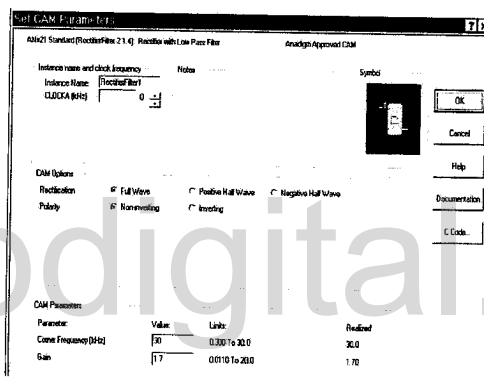 Set CAM Parameters
ANx21 Standard (RectifierFilter 2.1.4): Rectifier with Low Pass Filter
Anadigm Approved CAM
Instance name and clock frequency
Notes
Symbol
Instance Name: RectifierFilter1
CLOCKA (kHz) 0
OK
Cancel
Help
Documentation
C Code...
CAM Options
Rectification Full Wave Positive Half Wave Negative Half Wave
Polarity Non-inverting Inverting
odigital
CAM Parameters
Parameter: Value: Limits: Realized
Corner Frequency [kHz] 30 0.300 To 30.0 30.0
Gain 1.7 0.0110 To 20.0 1.70